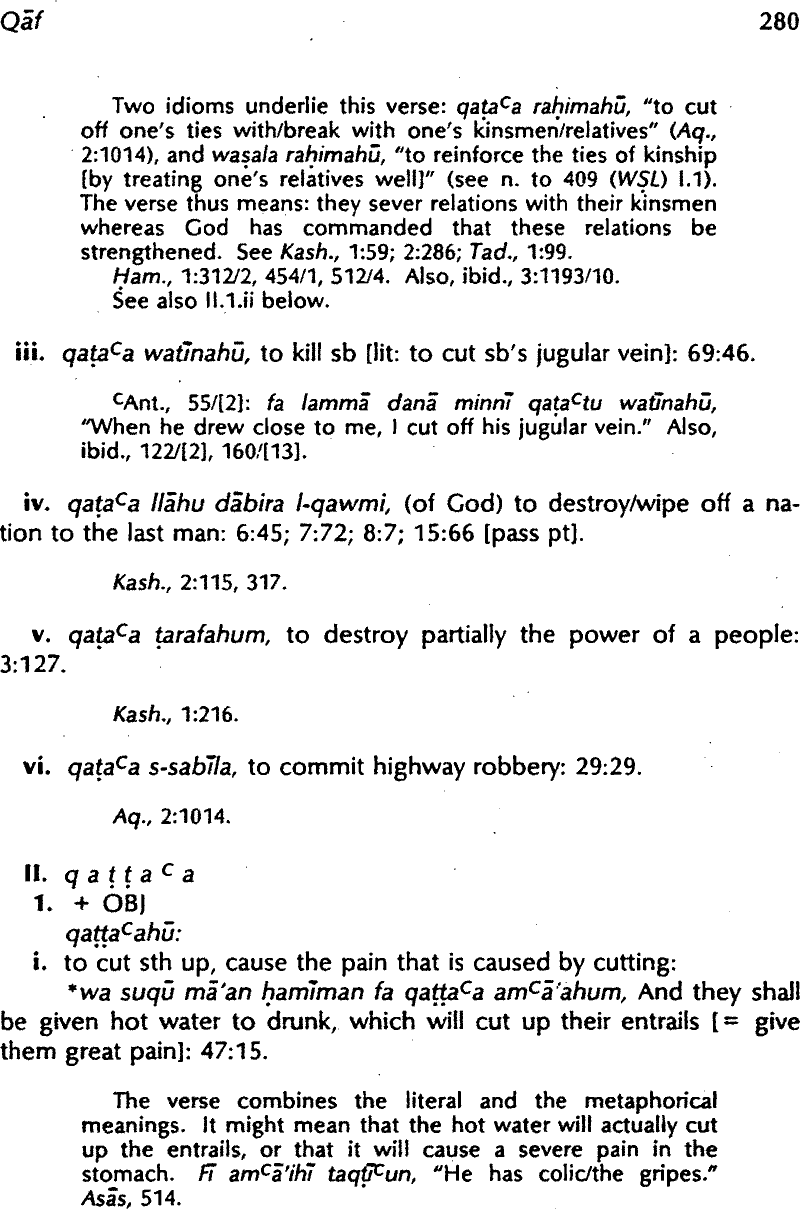 Qāf 280
Two idioms underlie this verse: qaṭaᶜa raḥimahū, "to cut
off one's ties with/break with one's kinsmen/relatives" (Aq.,
2:1014), and waṣala raḥimahū, "to reinforce the ties of kinship
[by treating one's relatives well]" (see n. to 409 (WṢL) I.1).
The verse thus means: they sever relations with their kinsmen
whereas God has commanded that these relations be
strengthened. See Kash., 1:59; 2:286; Tad., 1:99.
Ḥam., 1:312/2, 454/1, 512/4. Also, ibid., 3:1193/10.
See also II.1.ii below.
iii. qaṭaᶜa watīnahū, to kill sb [lit: to cut sb's jugular vein]: 69:46.
ᶜAnt., 55/[2]: fa lammā danā minnī qaṭaᶜtu watīnahū,
"When he drew close to me, I cut off his jugular vein." Also,
ibid., 122/[2], 160/[13].
iv. qaṭaᶜa llāhu dābira l-qawmi, (of God) to destroy/wipe off a na-
tion to the last man: 6:45; 7:72; 8:7; 15:66 [pass pt].
Kash., 2:115, 317.
v. qaṭaᶜa ṭarafahum, to destroy partially the power of a people:
3:127.
Kash., 1:216.
vi. qaṭaᶜa s-sabīla, to commit highway robbery: 29:29.
Aq., 2:1014.
II. q a ṭ ṭ a ᶜ a
1. + OBJ
qaṭṭaᶜahū:
i. to cut sth up, cause the pain that is caused by cutting:
*wa suqū mā'an ḥamīman fa qaṭṭaᶜa amᶜā'ahum, And they shall
be given hot water to drunk, which will cut up their entrails [= give
them great pain]: 47:15.
The verse combines the literal and the metaphorical
meanings. It might mean that the hot water will actually cut
up the entrails, or that it will cause a severe pain in the
stomach. Fī amᶜā'ihī taqṭīᶜun, "He has colic/the gripes."
Asās, 514.